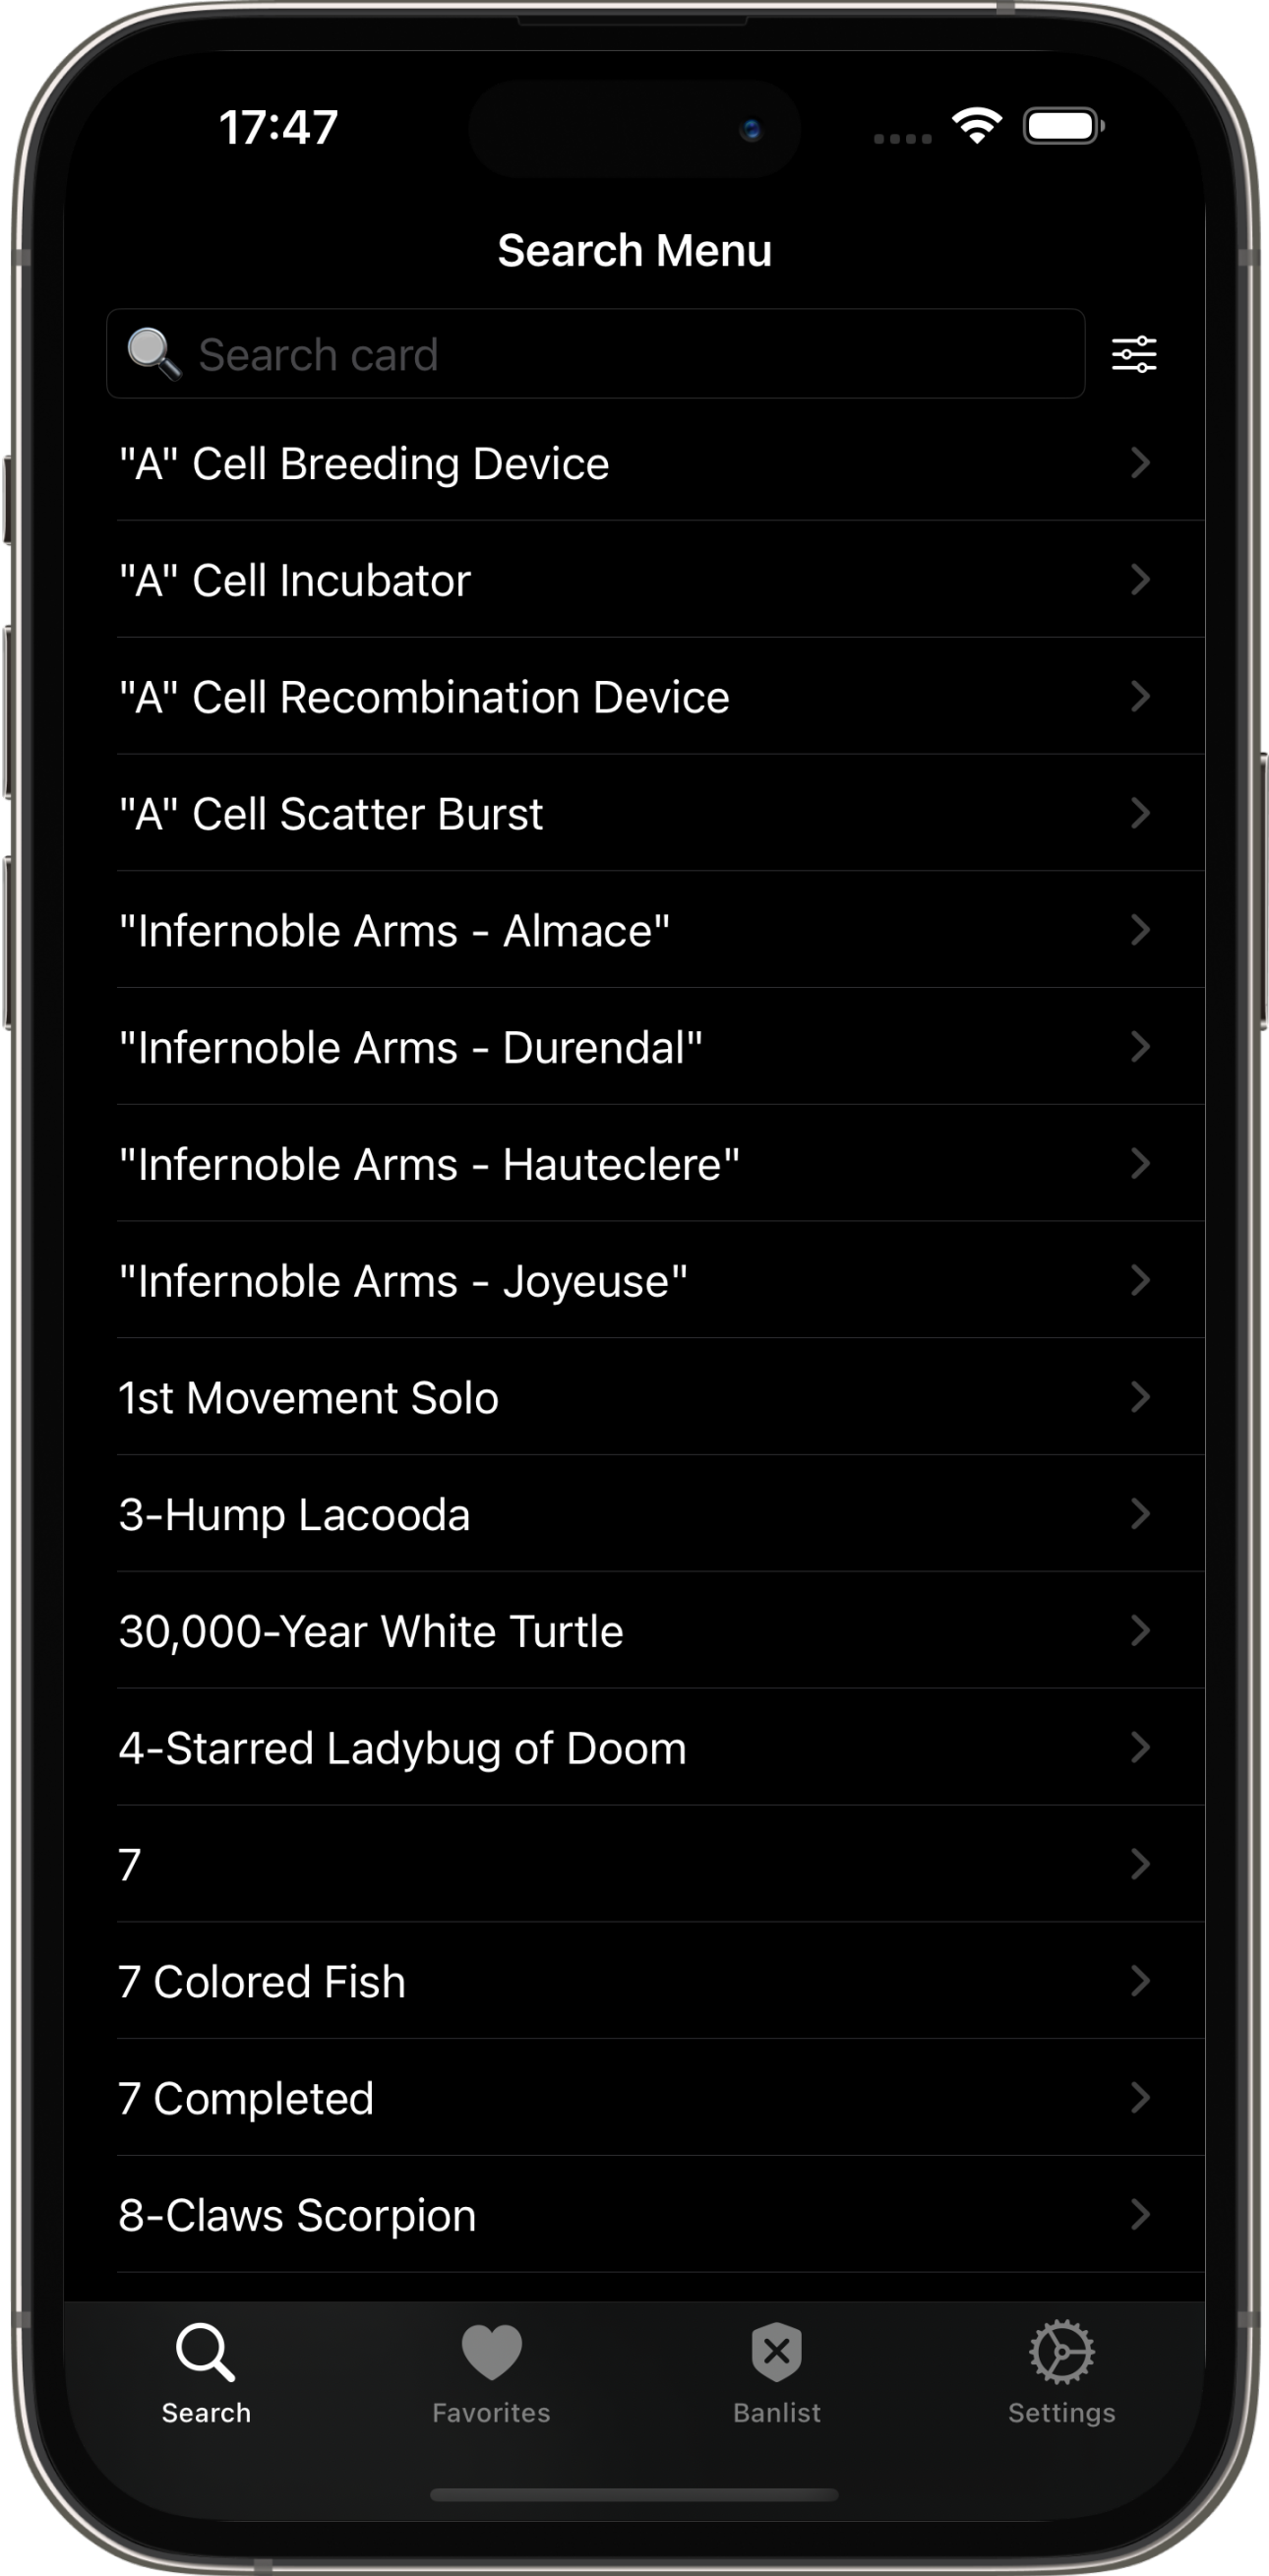 17:47
Search Menu
Search card
"A" Cell Breeding Device
"A" Cell Incubator
"A" Cell Recombination Device
"A" Cell Scatter Burst
"Infernoble Arms - Almace"
"Infernoble Arms - Durendal"
"Infernoble Arms - Hauteclere"
"Infernoble Arms - Joyeuse"
1st Movement Solo
3-Hump Lacooda
30,000-Year White Turtle
4-Starred Ladybug of Doom
7
7 Colored Fish
7 Completed
8-Claws Scorpion
Search Favorites Banlist Settings